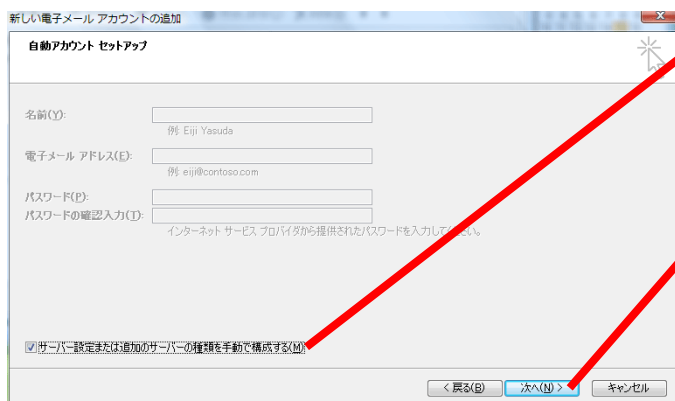 新しい電子メール アカウントの追加
自動アカウント セットアップ
名前(Y):
例: Eiji Yasuda
電子メール アドレス(E):
例: eiji@contoso.com
パスワード(P):
パスワードの確認入力(T):
インターネット サービス プロバイダから提供されたパスワードを入力してください。
サーバー設定または追加のサーバーの種類を手動で構成する(M)
< 戻る(B)
次へ(N) >
キャンセル